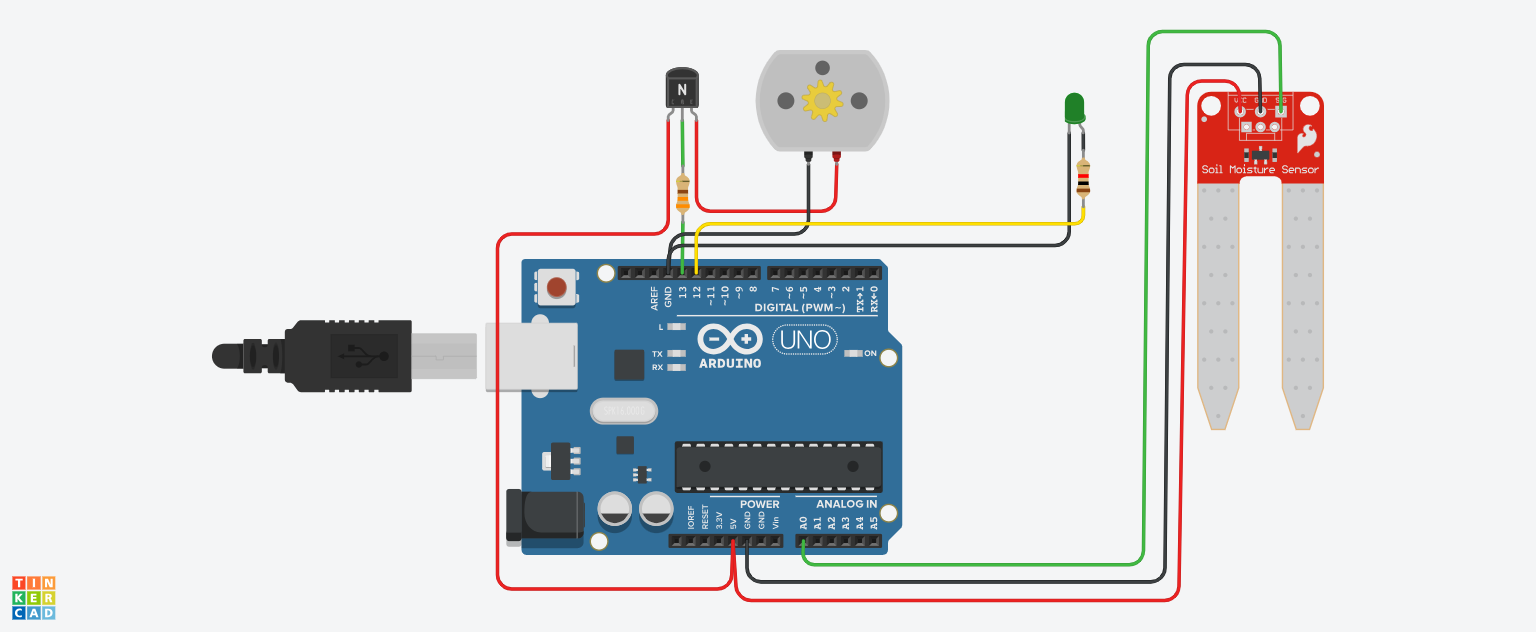 N
VCC GND SIG
Soil Moisture Sensor
AREF
GND
13
12
~11
~10
~9
8
7
~6
~5
4
~3
2
TX→1
RX←0
DIGITAL (PWM~)
L
TX
RX
ARDUINO
UNO
ON
POWER
ANALOG IN
IOREF
RESET
3.3V
5V
GND
GND
Vin
A0
A1
A2
A3
A4
A5
TIN
KER
CAD